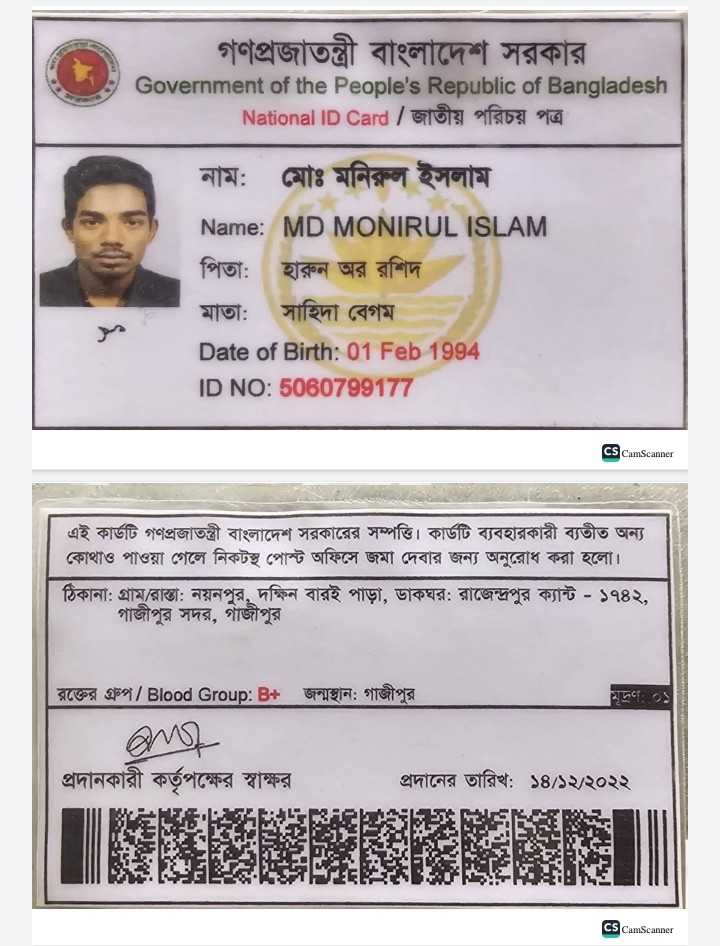 গণপ্রজাতন্ত্রী বাংলাদেশ সরকার
Government of the People's Republic of Bangladesh
National ID Card / জাতীয় পরিচয় পত্র
নাম: মোঃ মনিরুল ইসলাম
Name: MD MONIRUL ISLAM
পিতা: হারুন অর রশিদ
মাতা: সাহিদা বেগম
Date of Birth: 01 Feb 1994
ID NO: 5060799177
CS CamScanner
এই কার্ডটি গণপ্রজাতন্ত্রী বাংলাদেশ সরকারের সম্পত্তি। কার্ডটি ব্যবহারকারী ব্যতীত অন্য
কোথাও পাওয়া গেলে নিকটস্থ পোস্ট অফিসে জমা দেবার জন্য অনুরোধ করা হলো।
ঠিকানা: গ্রাম/রাস্তা: নয়নপুর, দক্ষিন বারই পাড়া, ডাকঘর: রাজেন্দ্রপুর ক্যান্ট - ১৭৪২,
গাজীপুর সদর, গাজীপুর
রক্তের গ্রুপ / Blood Group: B+ জন্মস্থান: গাজীপুর মুদ্রণ: ০১
প্রদানকারী কর্তৃপক্ষের স্বাক্ষর প্রদানের তারিখ: ১৪/১২/২০২২
CS CamScanner